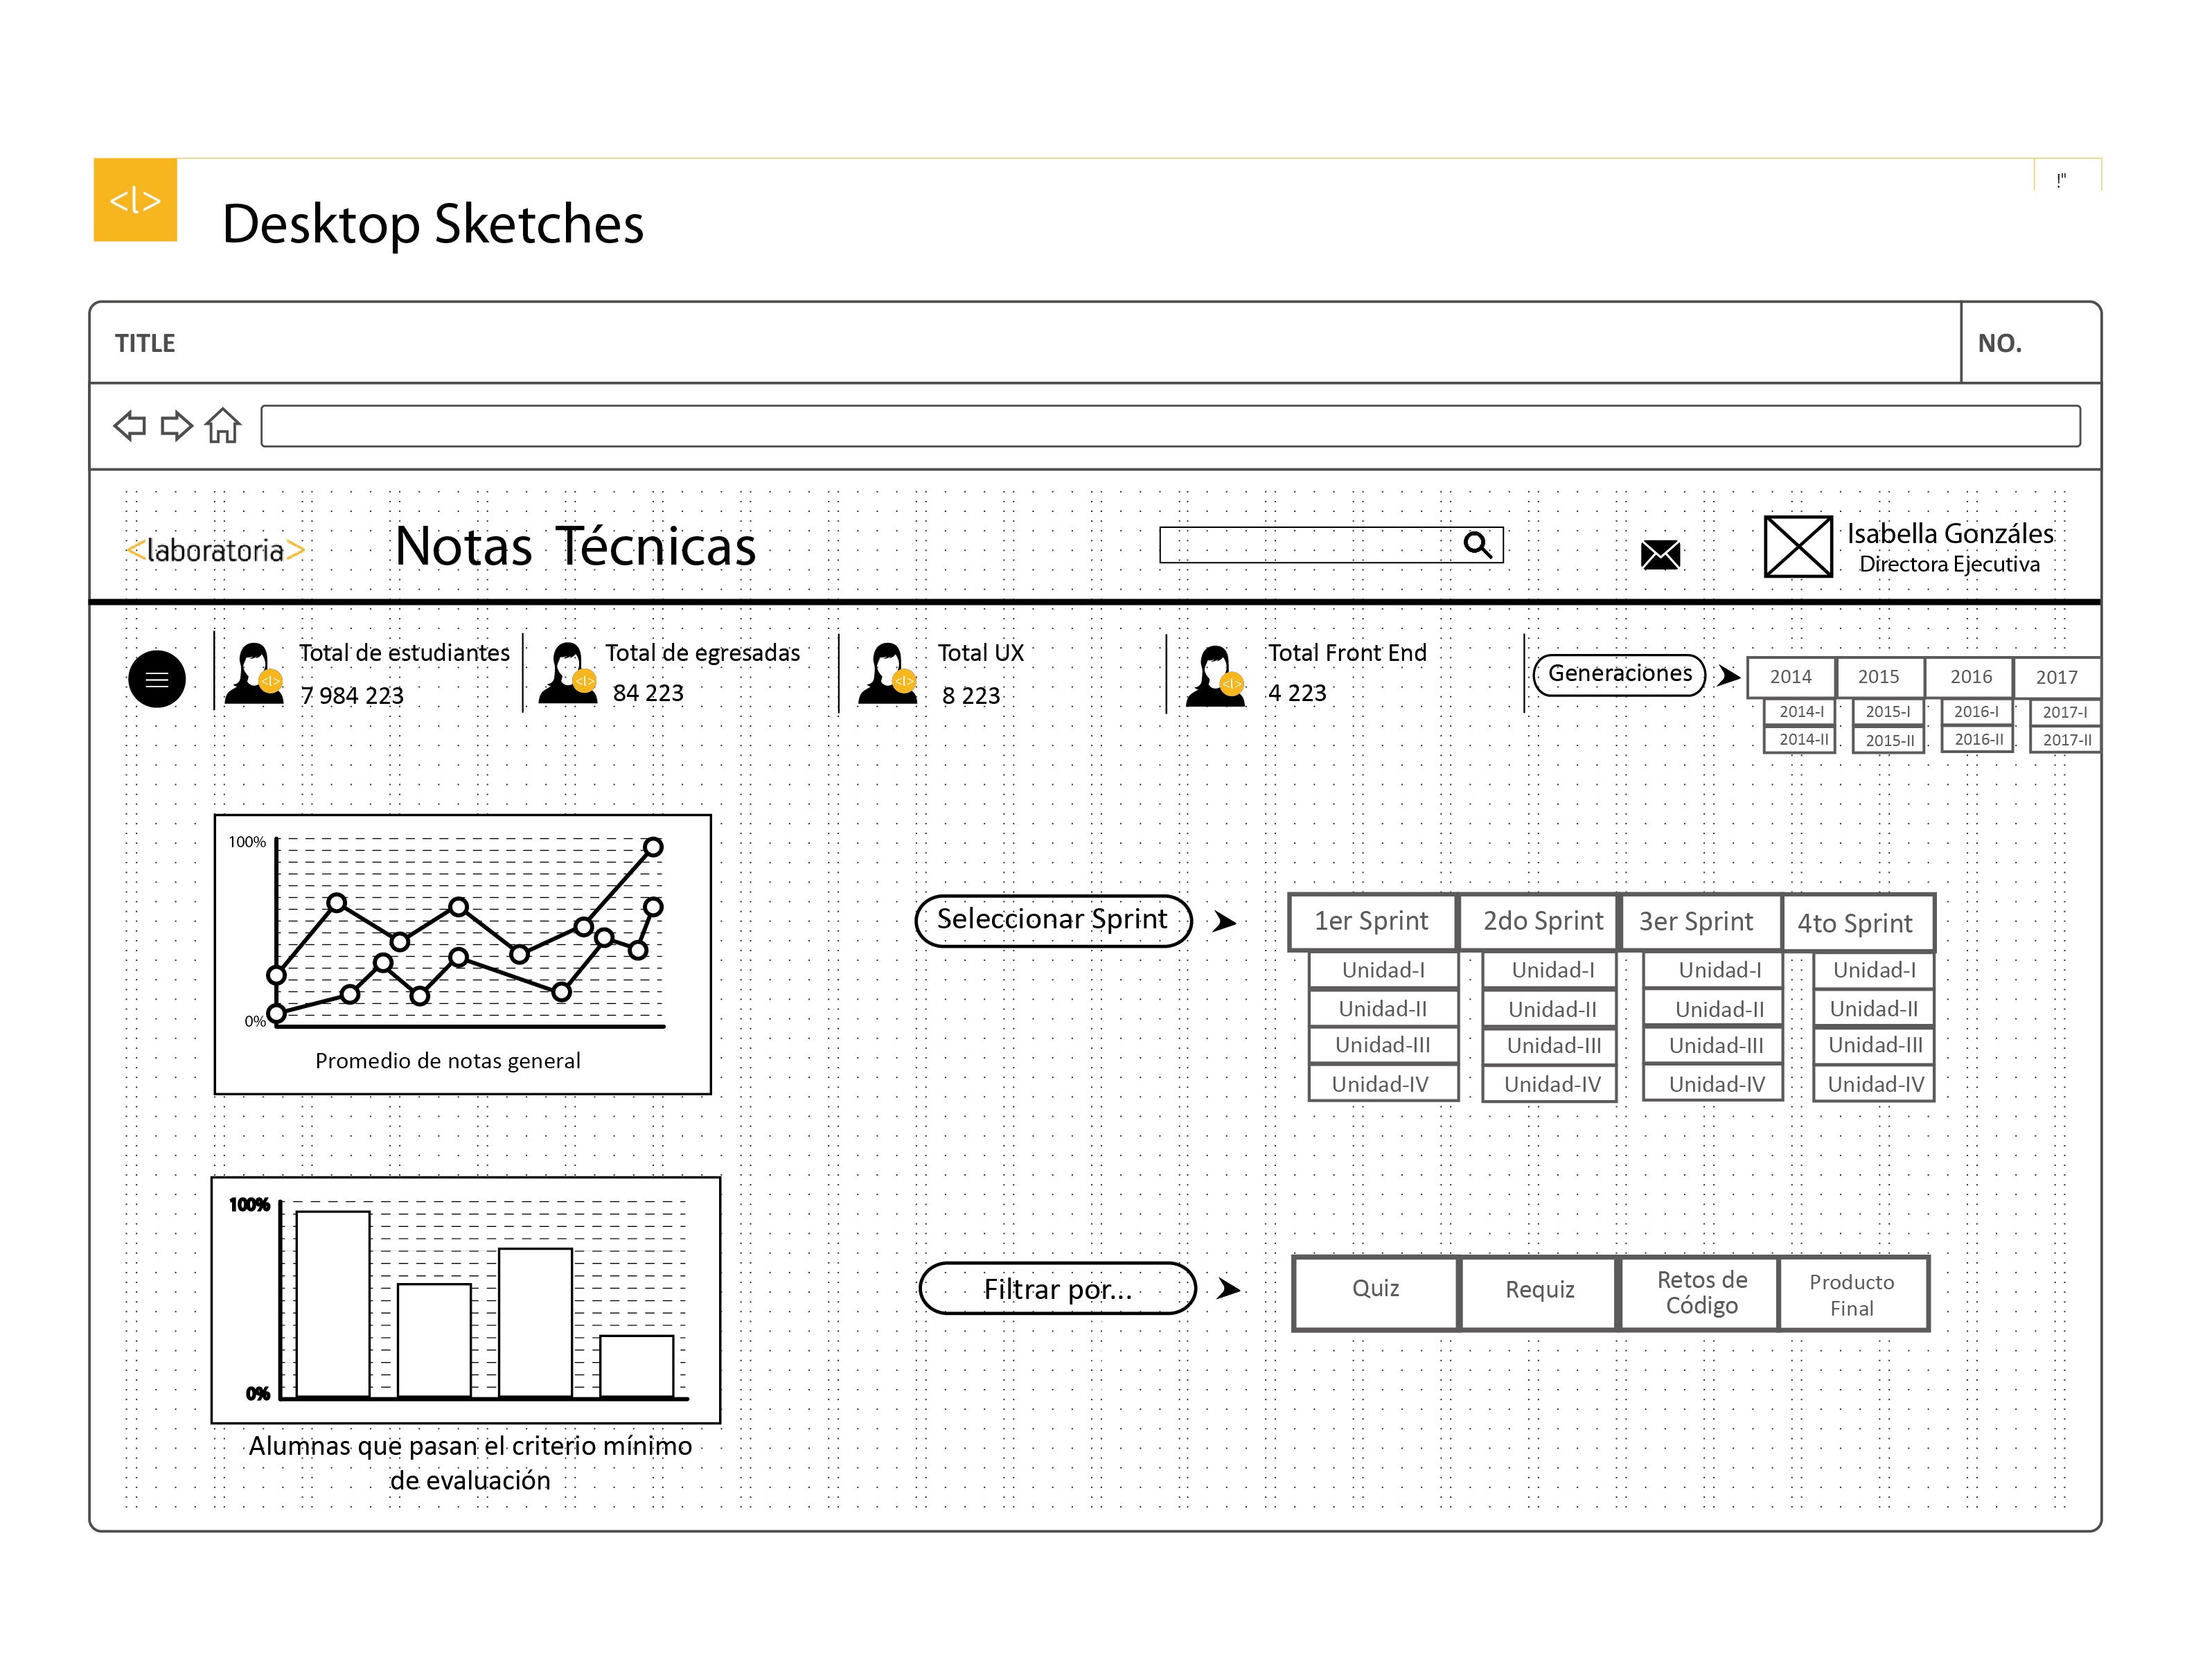 <l>
!"
Desktop Sketches
TITLE
NO.
<laboratoria>
Notas Técnicas
Isabella Gonzáles
Directora Ejecutiva
Total de estudiantes
7 984 223
<l>
Total de egresadas
84 223
<l>
Total UX
8 223
<l>
Total Front End
4 223
<l>
Generaciones
2014
2015
2016
2017
2014-I
2015-I
2016-I
2017-I
2014-II
2015-II
2016-II
2017-II
100%
0%
Promedio de notas general
Seleccionar Sprint
1er Sprint
2do Sprint
3er Sprint
4to Sprint
Unidad-I
Unidad-I
Unidad-I
Unidad-I
Unidad-II
Unidad-II
Unidad-II
Unidad-II
Unidad-III
Unidad-III
Unidad-III
Unidad-III
Unidad-IV
Unidad-IV
Unidad-IV
Unidad-IV
100%
0%
Alumnas que pasan el criterio mínimo
de evaluación
Filtrar por...
Quiz
Requiz
Retos de
Código
Producto
Final